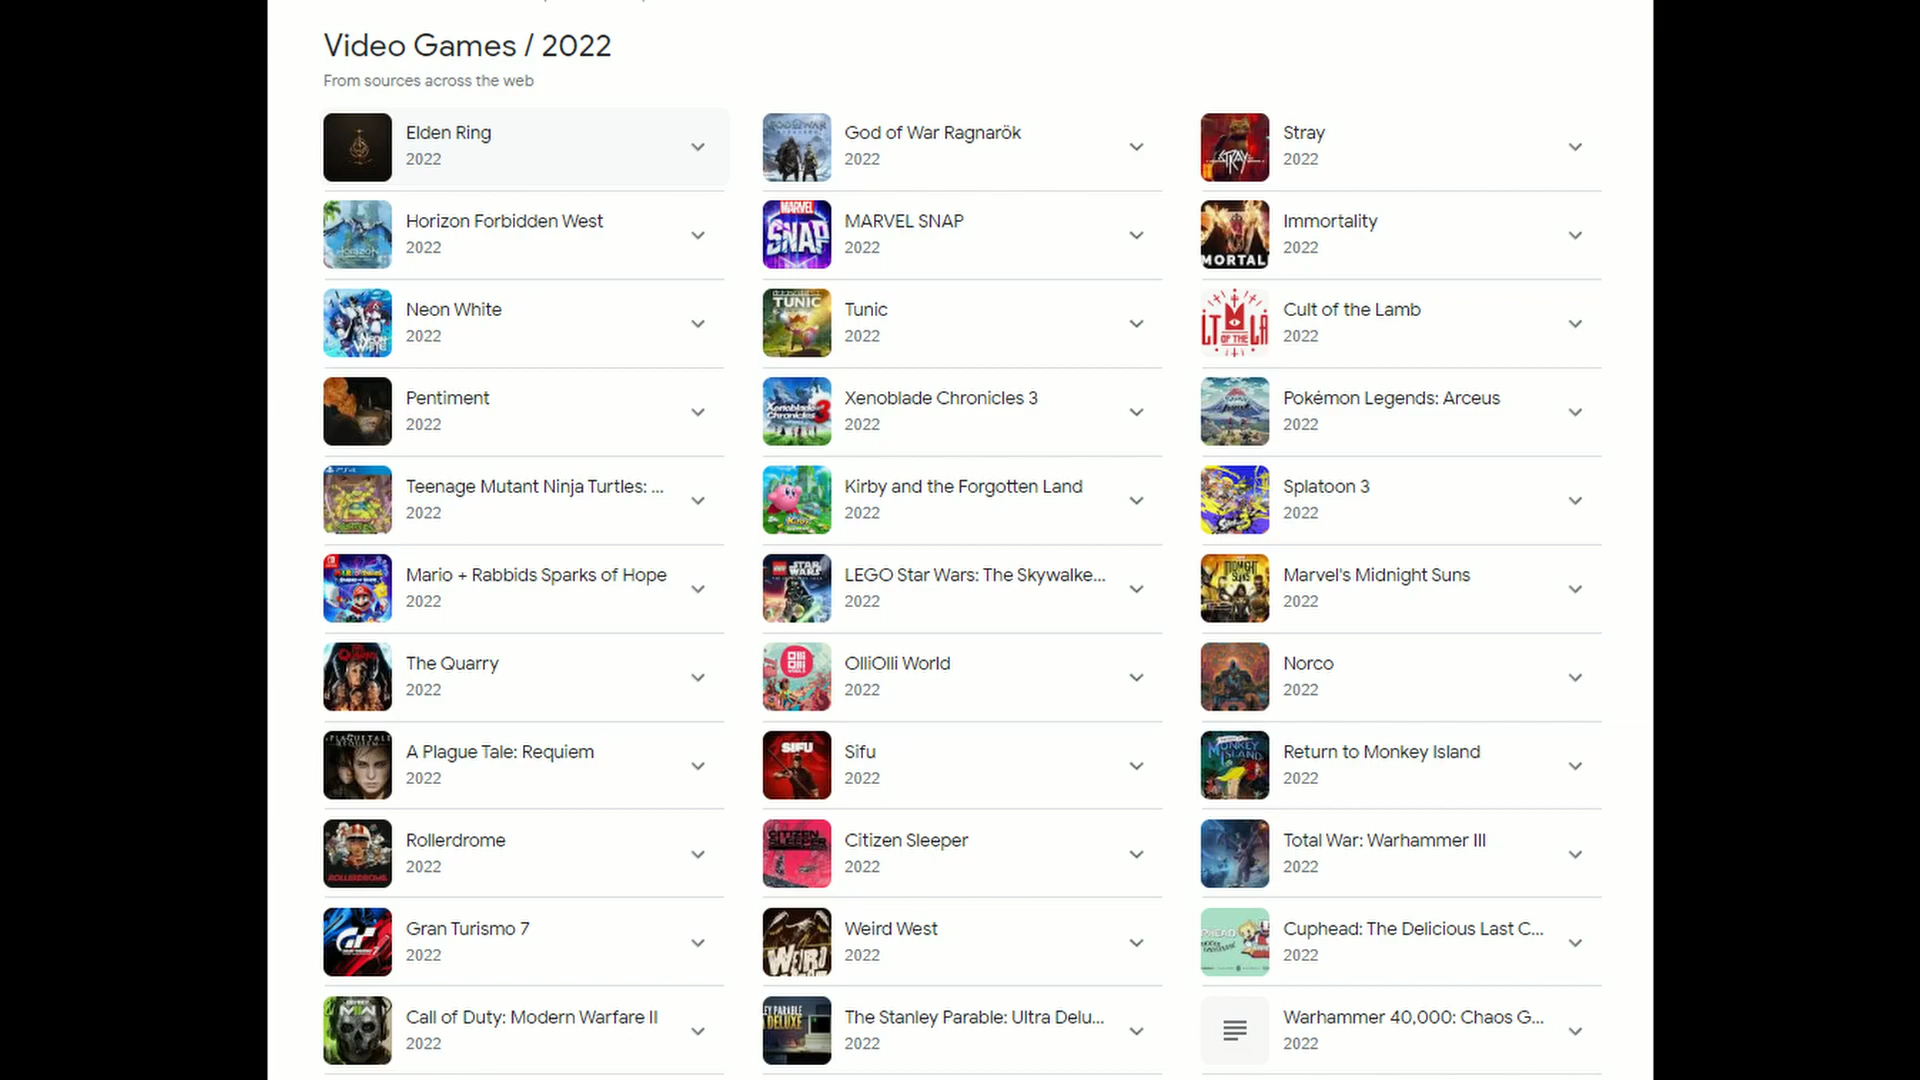 Video Games / 2022
From sources across the web
Elden Ring
2022
God of War Ragnarök
2022
Stray
2022
Horizon Forbidden West
2022
MARVEL SNAP
2022
Immortality
2022
Neon White
2022
Tunic
2022
Cult of the Lamb
2022
Pentiment
2022
Xenoblade Chronicles 3
2022
Pokémon Legends: Arceus
2022
Teenage Mutant Ninja Turtles: ...
2022
Kirby and the Forgotten Land
2022
Splatoon 3
2022
Mario + Rabbids Sparks of Hope
2022
LEGO Star Wars: The Skywalke...
2022
Marvel's Midnight Suns
2022
The Quarry
2022
OlliOlli World
2022
Norco
2022
A Plague Tale: Requiem
2022
Sifu
2022
Return to Monkey Island
2022
Rollerdrome
2022
Citizen Sleeper
2022
Total War: Warhammer III
2022
Gran Turismo 7
2022
Weird West
2022
Cuphead: The Delicious Last C...
2022
Call of Duty: Modern Warfare II
2022
The Stanley Parable: Ultra Delu...
2022
Warhammer 40,000: Chaos G...
2022